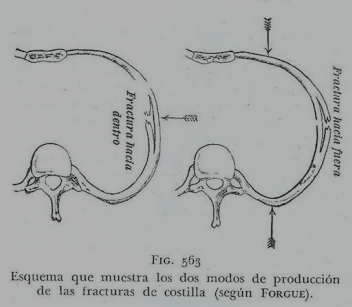 Fractura hacia
dentro
Fractura hacia fuera
FIG. 563
Esquema que muestra los dos modos de producción
de las fracturas de costilla (según FORGUE).